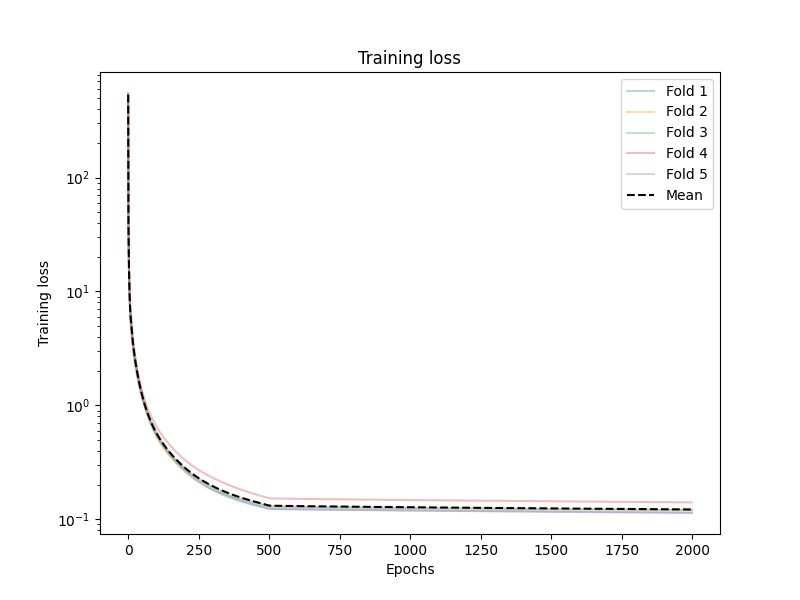 Training loss
Fold 1
Fold 2
Fold 3
Fold 4
Fold 5
Mean
Training loss
10²
10¹
10⁰
10⁻¹
0 250 500 750 1000 1250 1500 1750 2000
Epochs